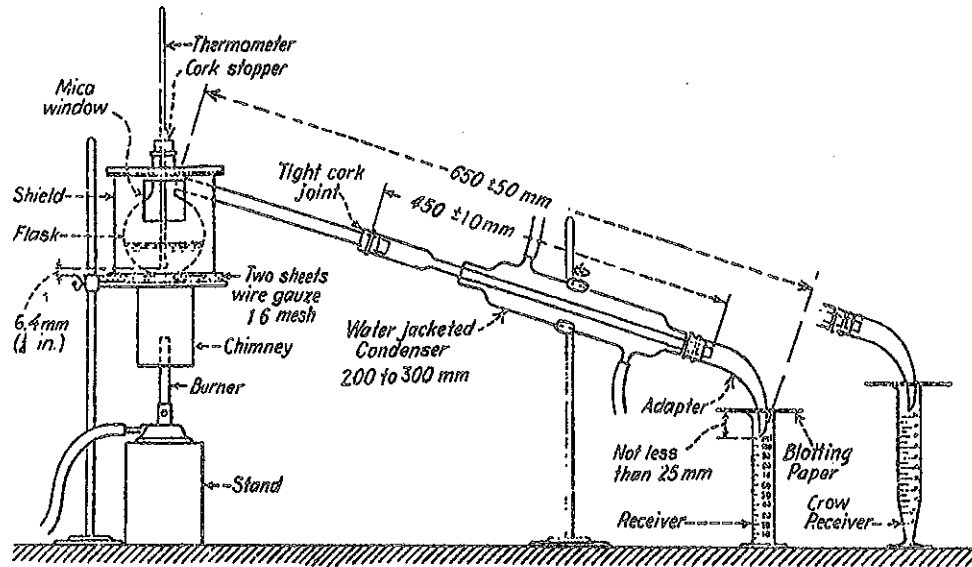 Thermometer
Cork stopper
Mica
window
Shield
Flask
6.4mm
(¼ in.)
Two sheets
wire gauze
16 mesh
Chimney
Burner
Stand
Tight cork
joint
650 ±50 mm
450 ±10 mm
Water jacketed
Condenser
200 to 300 mm
Adapter
Not less
than 25 mm
Receiver
Blotting
Paper
Crow
Receiver